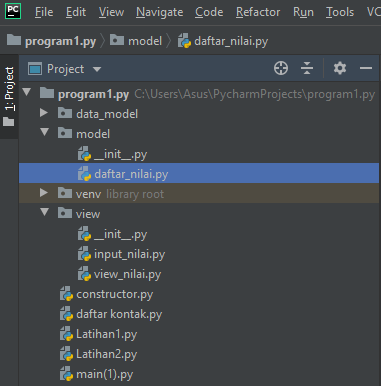 PC File Edit View Navigate Code Refactor Run
program1.py model daftar_nilai.py
1: Project
Project
program1.py C:\Users\Asus\PycharmProjects\program1.py
data_model
model
__init__.py
daftar_nilai.py
venv library root
view
__init__.py
input_nilai.py
view_nilai.py
constructor.py
daftar kontak.py
Latihan1.py
Latihan2.py
main(1).py